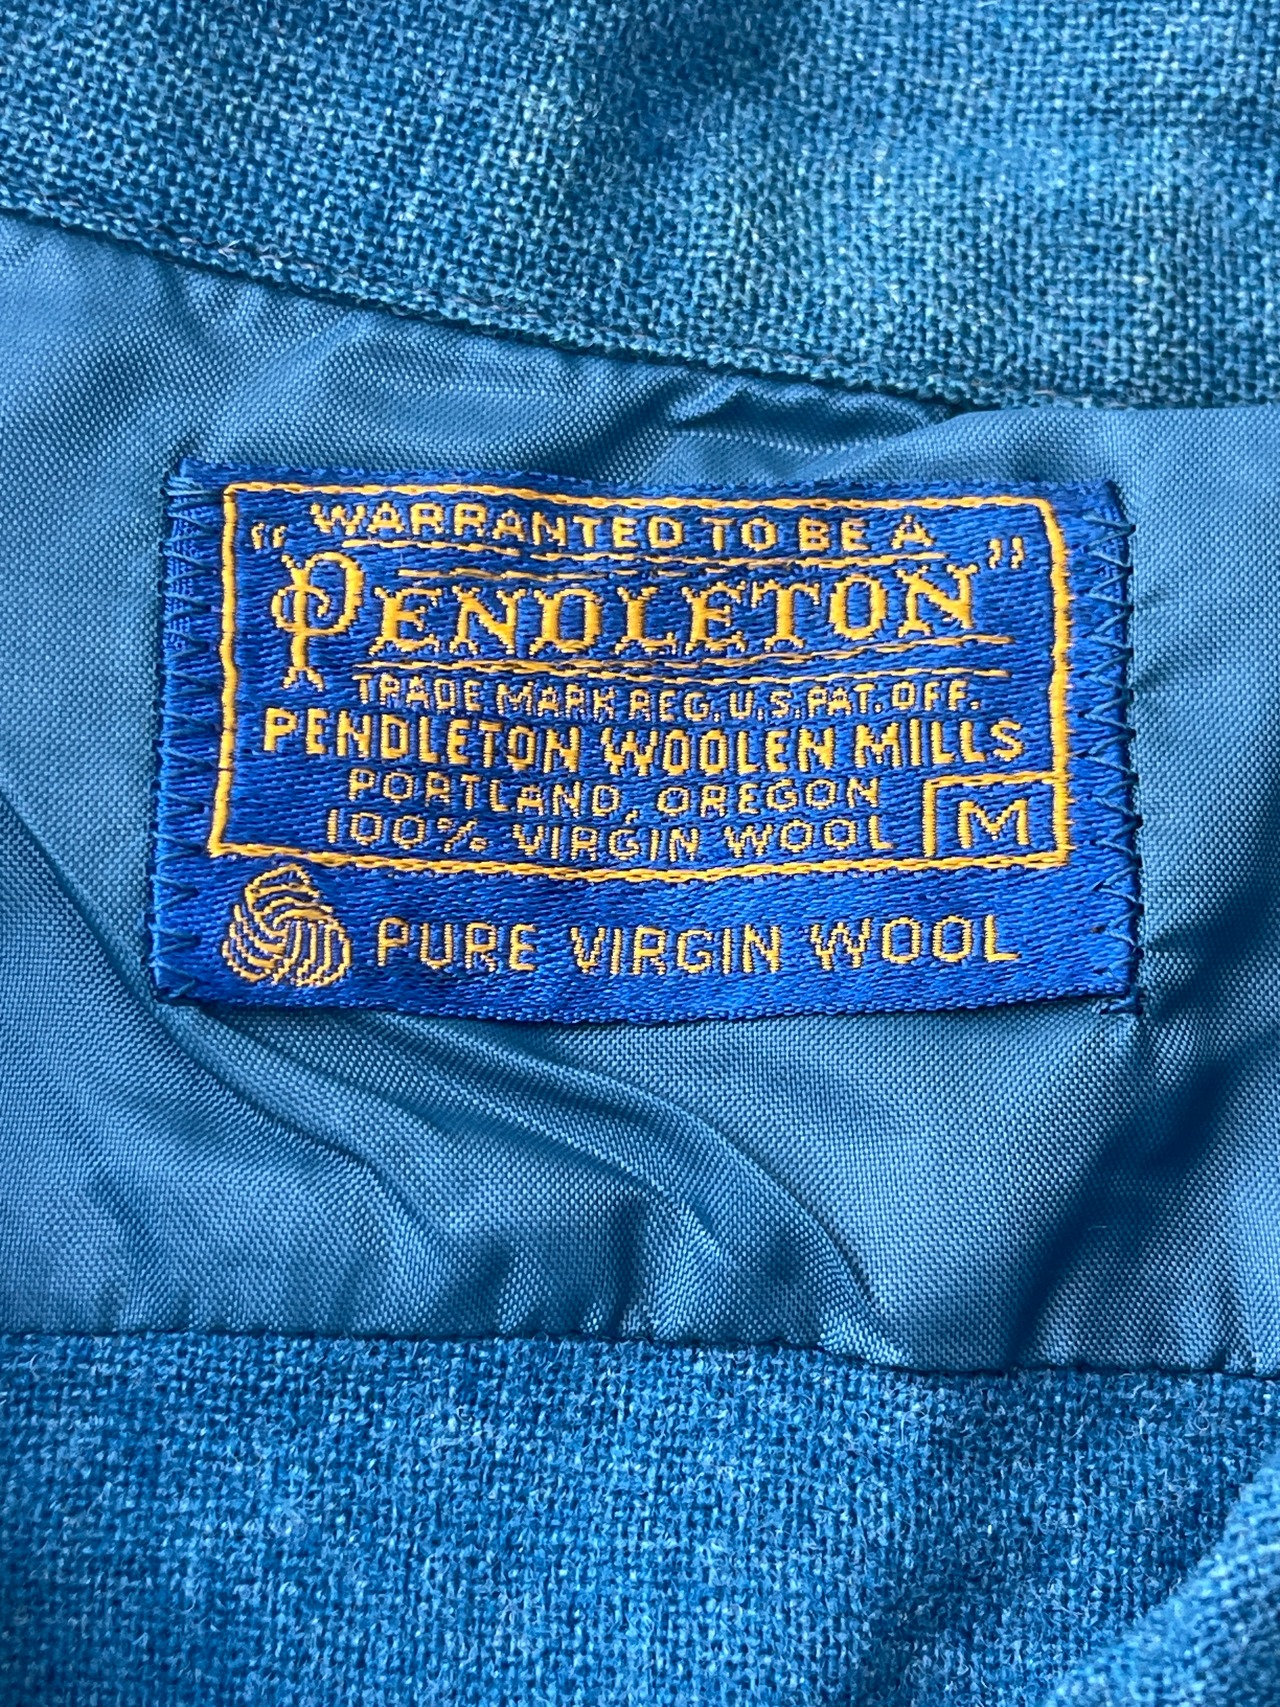 "WARRANTED TO BE A
PENDLETON"
TRADE MARK REG. U.S. PAT. OFF.
PENDLETON WOOLEN MILLS
PORTLAND, OREGON
100% VIRGIN WOOL M
PURE VIRGIN WOOL